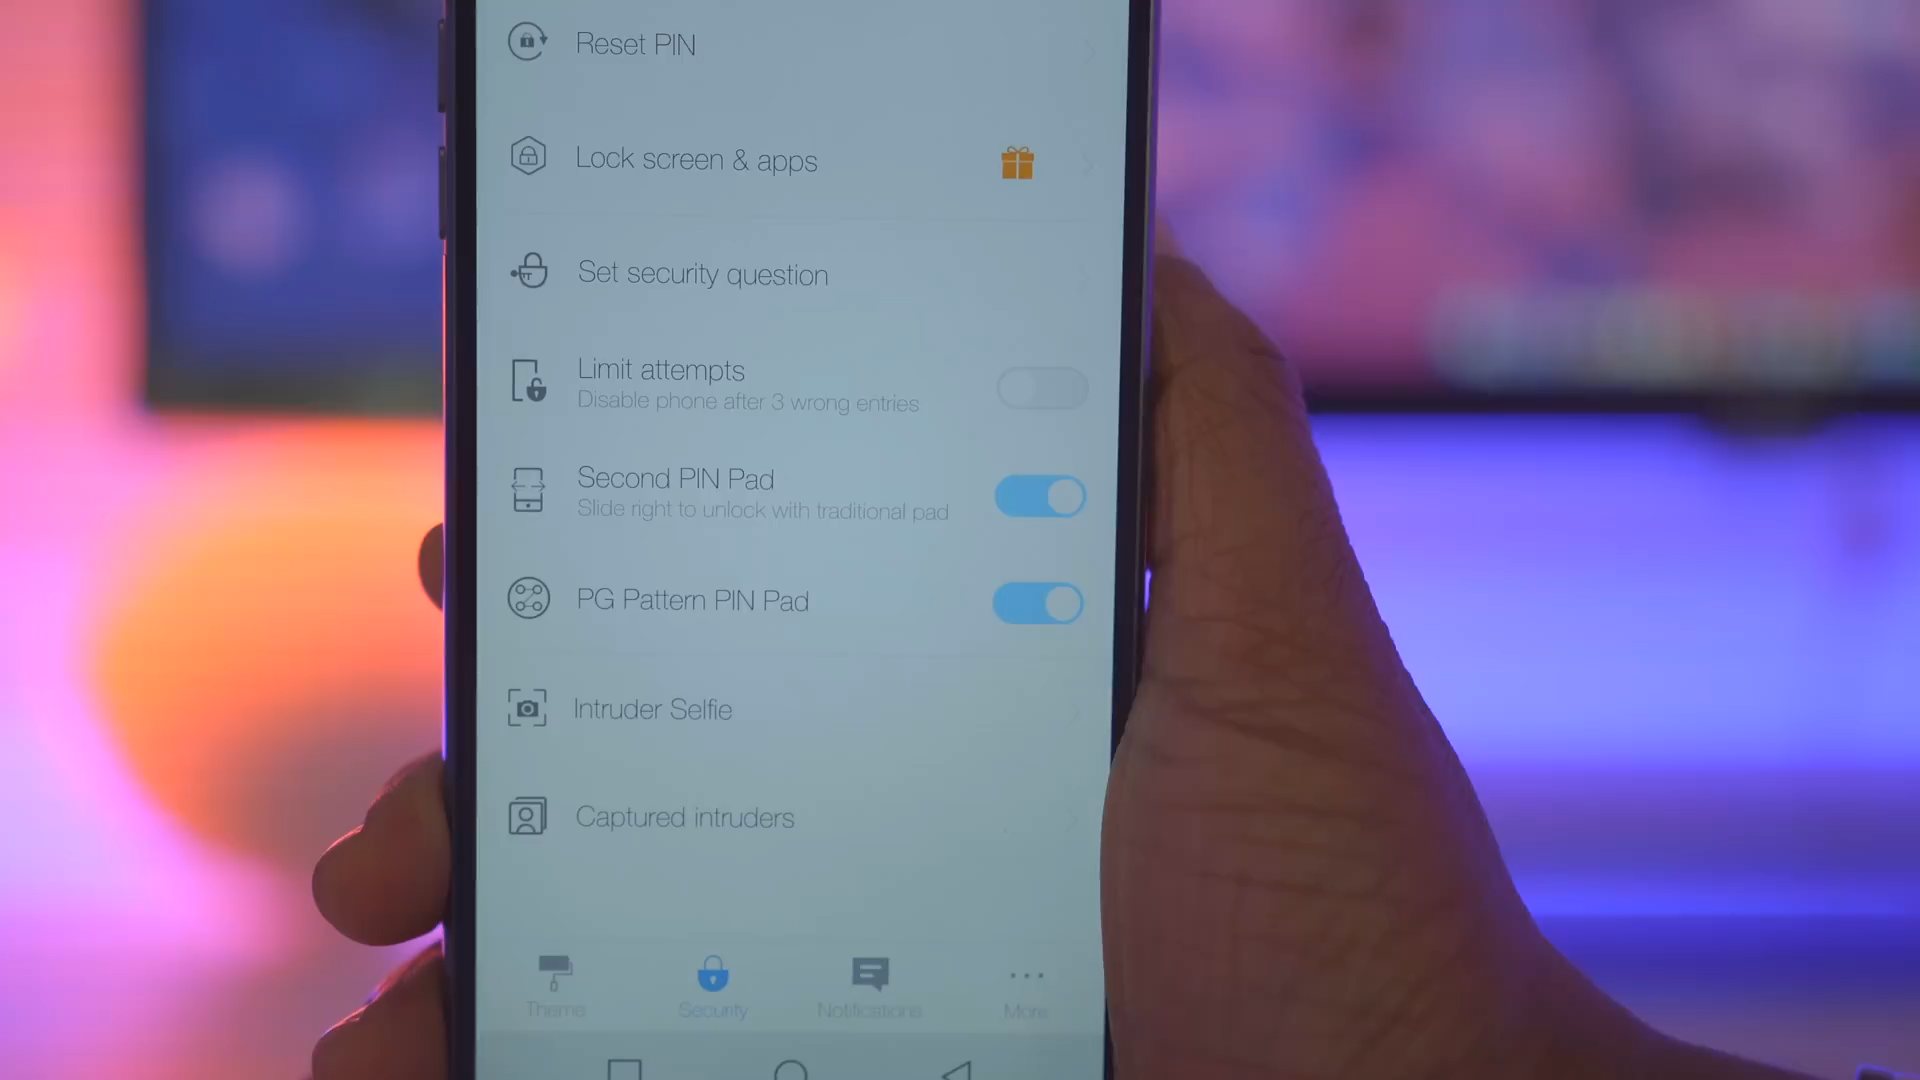 Reset PIN
Lock screen & apps
Set security question
Limit attempts
Disable phone after 3 wrong entries
Second PIN Pad
Slide right to unlock with traditional pad
PG Pattern PIN Pad
Intruder Selfie
Captured intruders
Theme
Security
Notifications
More